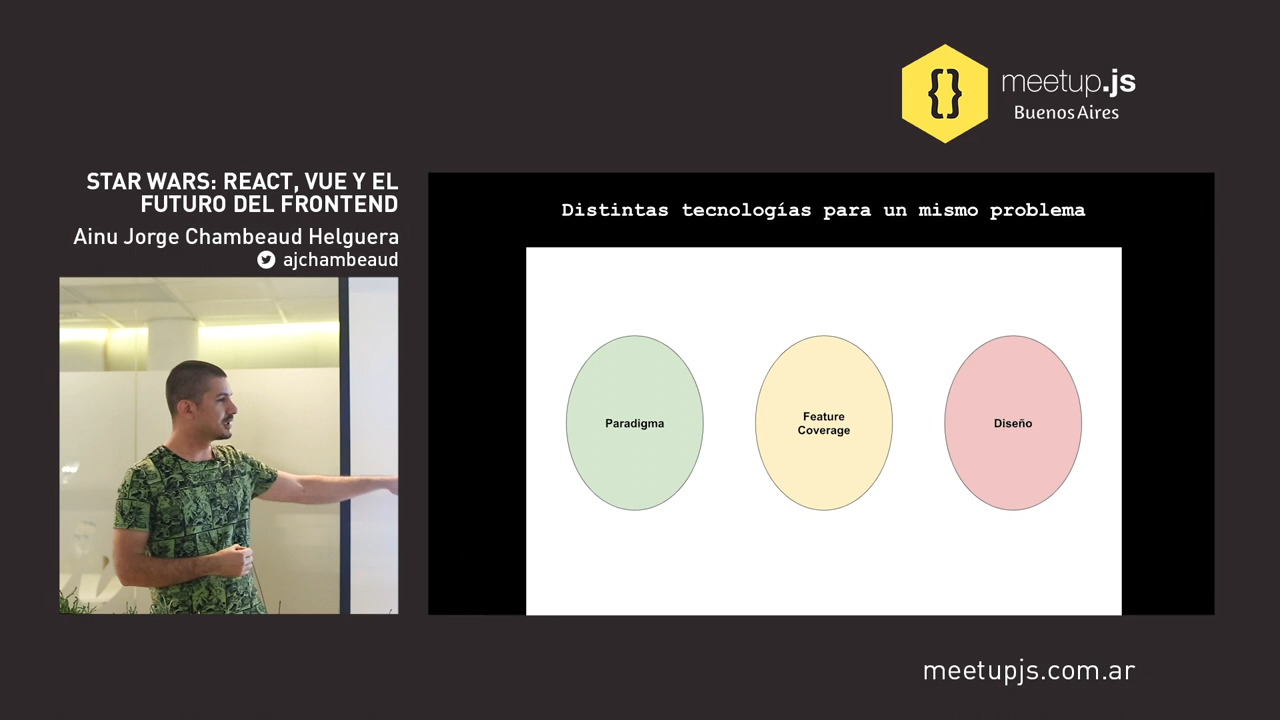 {}
meetup.js
Buenos Aires
STAR WARS: REACT, VUE Y EL
FUTURO DEL FRONTEND
Ainu Jorge Chambeaud Helguera
ajchambeaud
Distintas tecnologías para un mismo problema
Paradigma
Feature
Coverage
Diseño
meetupjs.com.ar